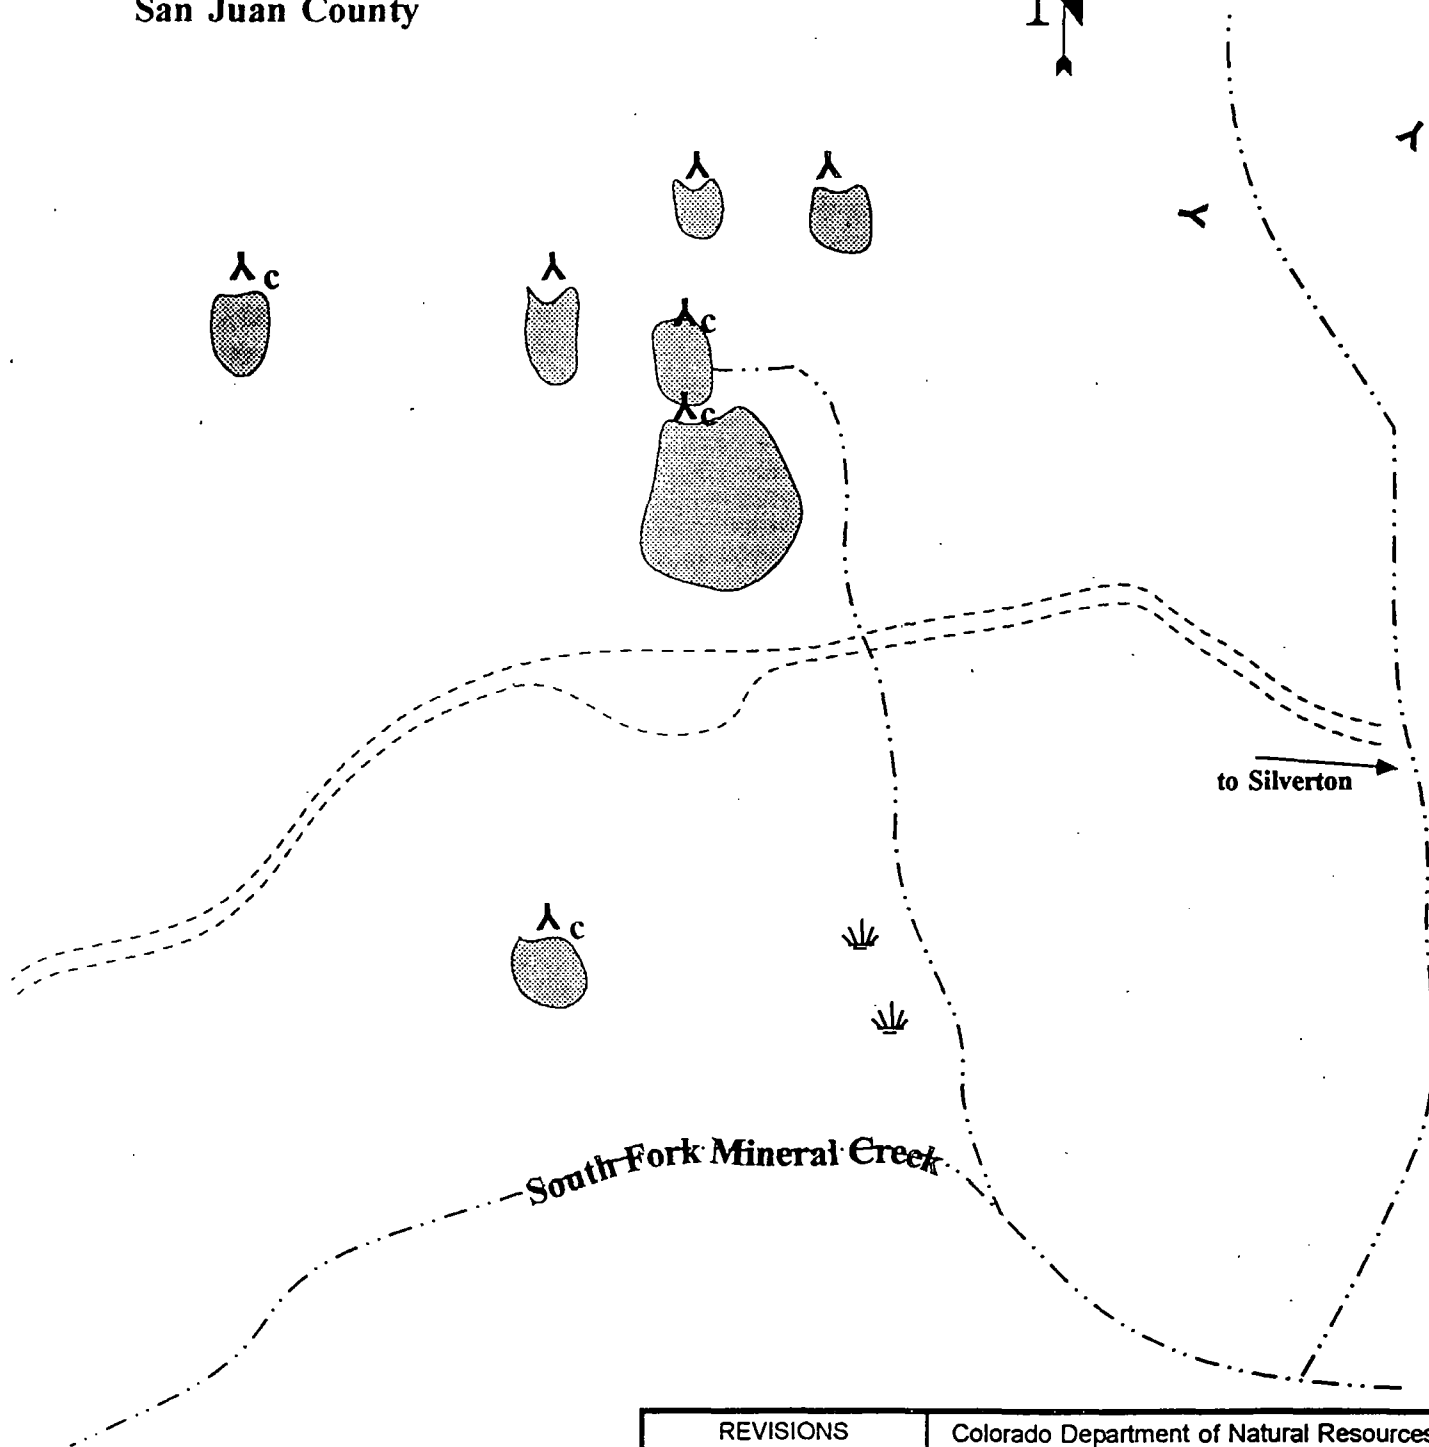 San Juan County
N
c
c
c
to Silverton
c
South Fork Mineral Creek
REVISIONS
Colorado Department of Natural Resources